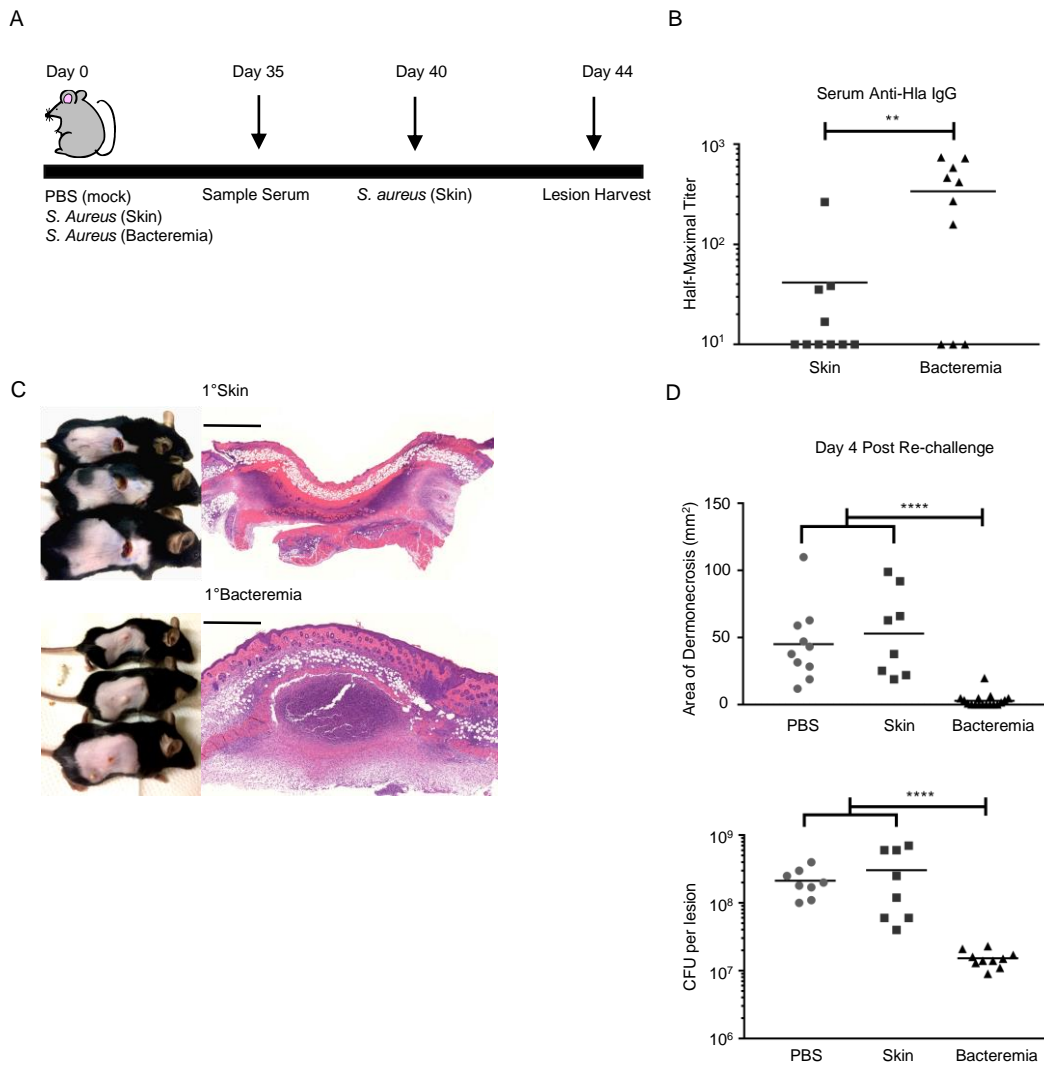 A
Day 0 Day 35 Day 40 Day 44
PBS (mock) Sample Serum S. aureus (Skin) Lesion Harvest
S. Aureus (Skin)
S. Aureus (Bacteremia)
B
Serum Anti-Hla IgG
**
Half-Maximal Titer
10³
10²
10¹
Skin Bacteremia
C
1°Skin
1°Bacteremia
D
Day 4 Post Re-challenge
****
Area of Dermonecrosis (mm²)
150
100
50
0
PBS Skin Bacteremia
****
CFU per lesion
10⁹
10⁸
10⁷
10⁶
PBS Skin Bacteremia